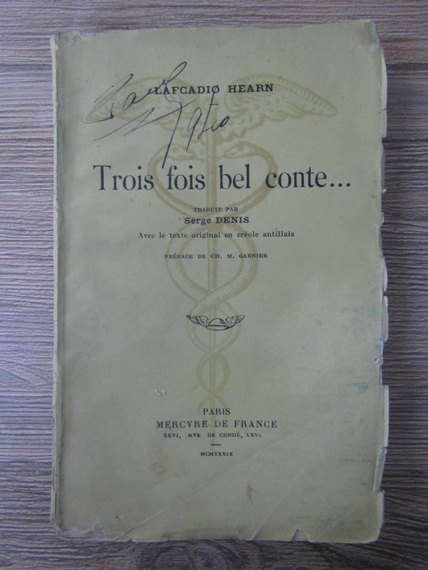 LAFCADIO HEARN
Trois fois bel conte...
TRADUIT PAR
Serge DENIS
Avec le texte original en créole antillais
PRÉFACE DE CH. M. GARNIER
PARIS
MERCVRE DE FRANCE
XXVI, RVE DE CONDÉ, XXVI
MCMXXXIX